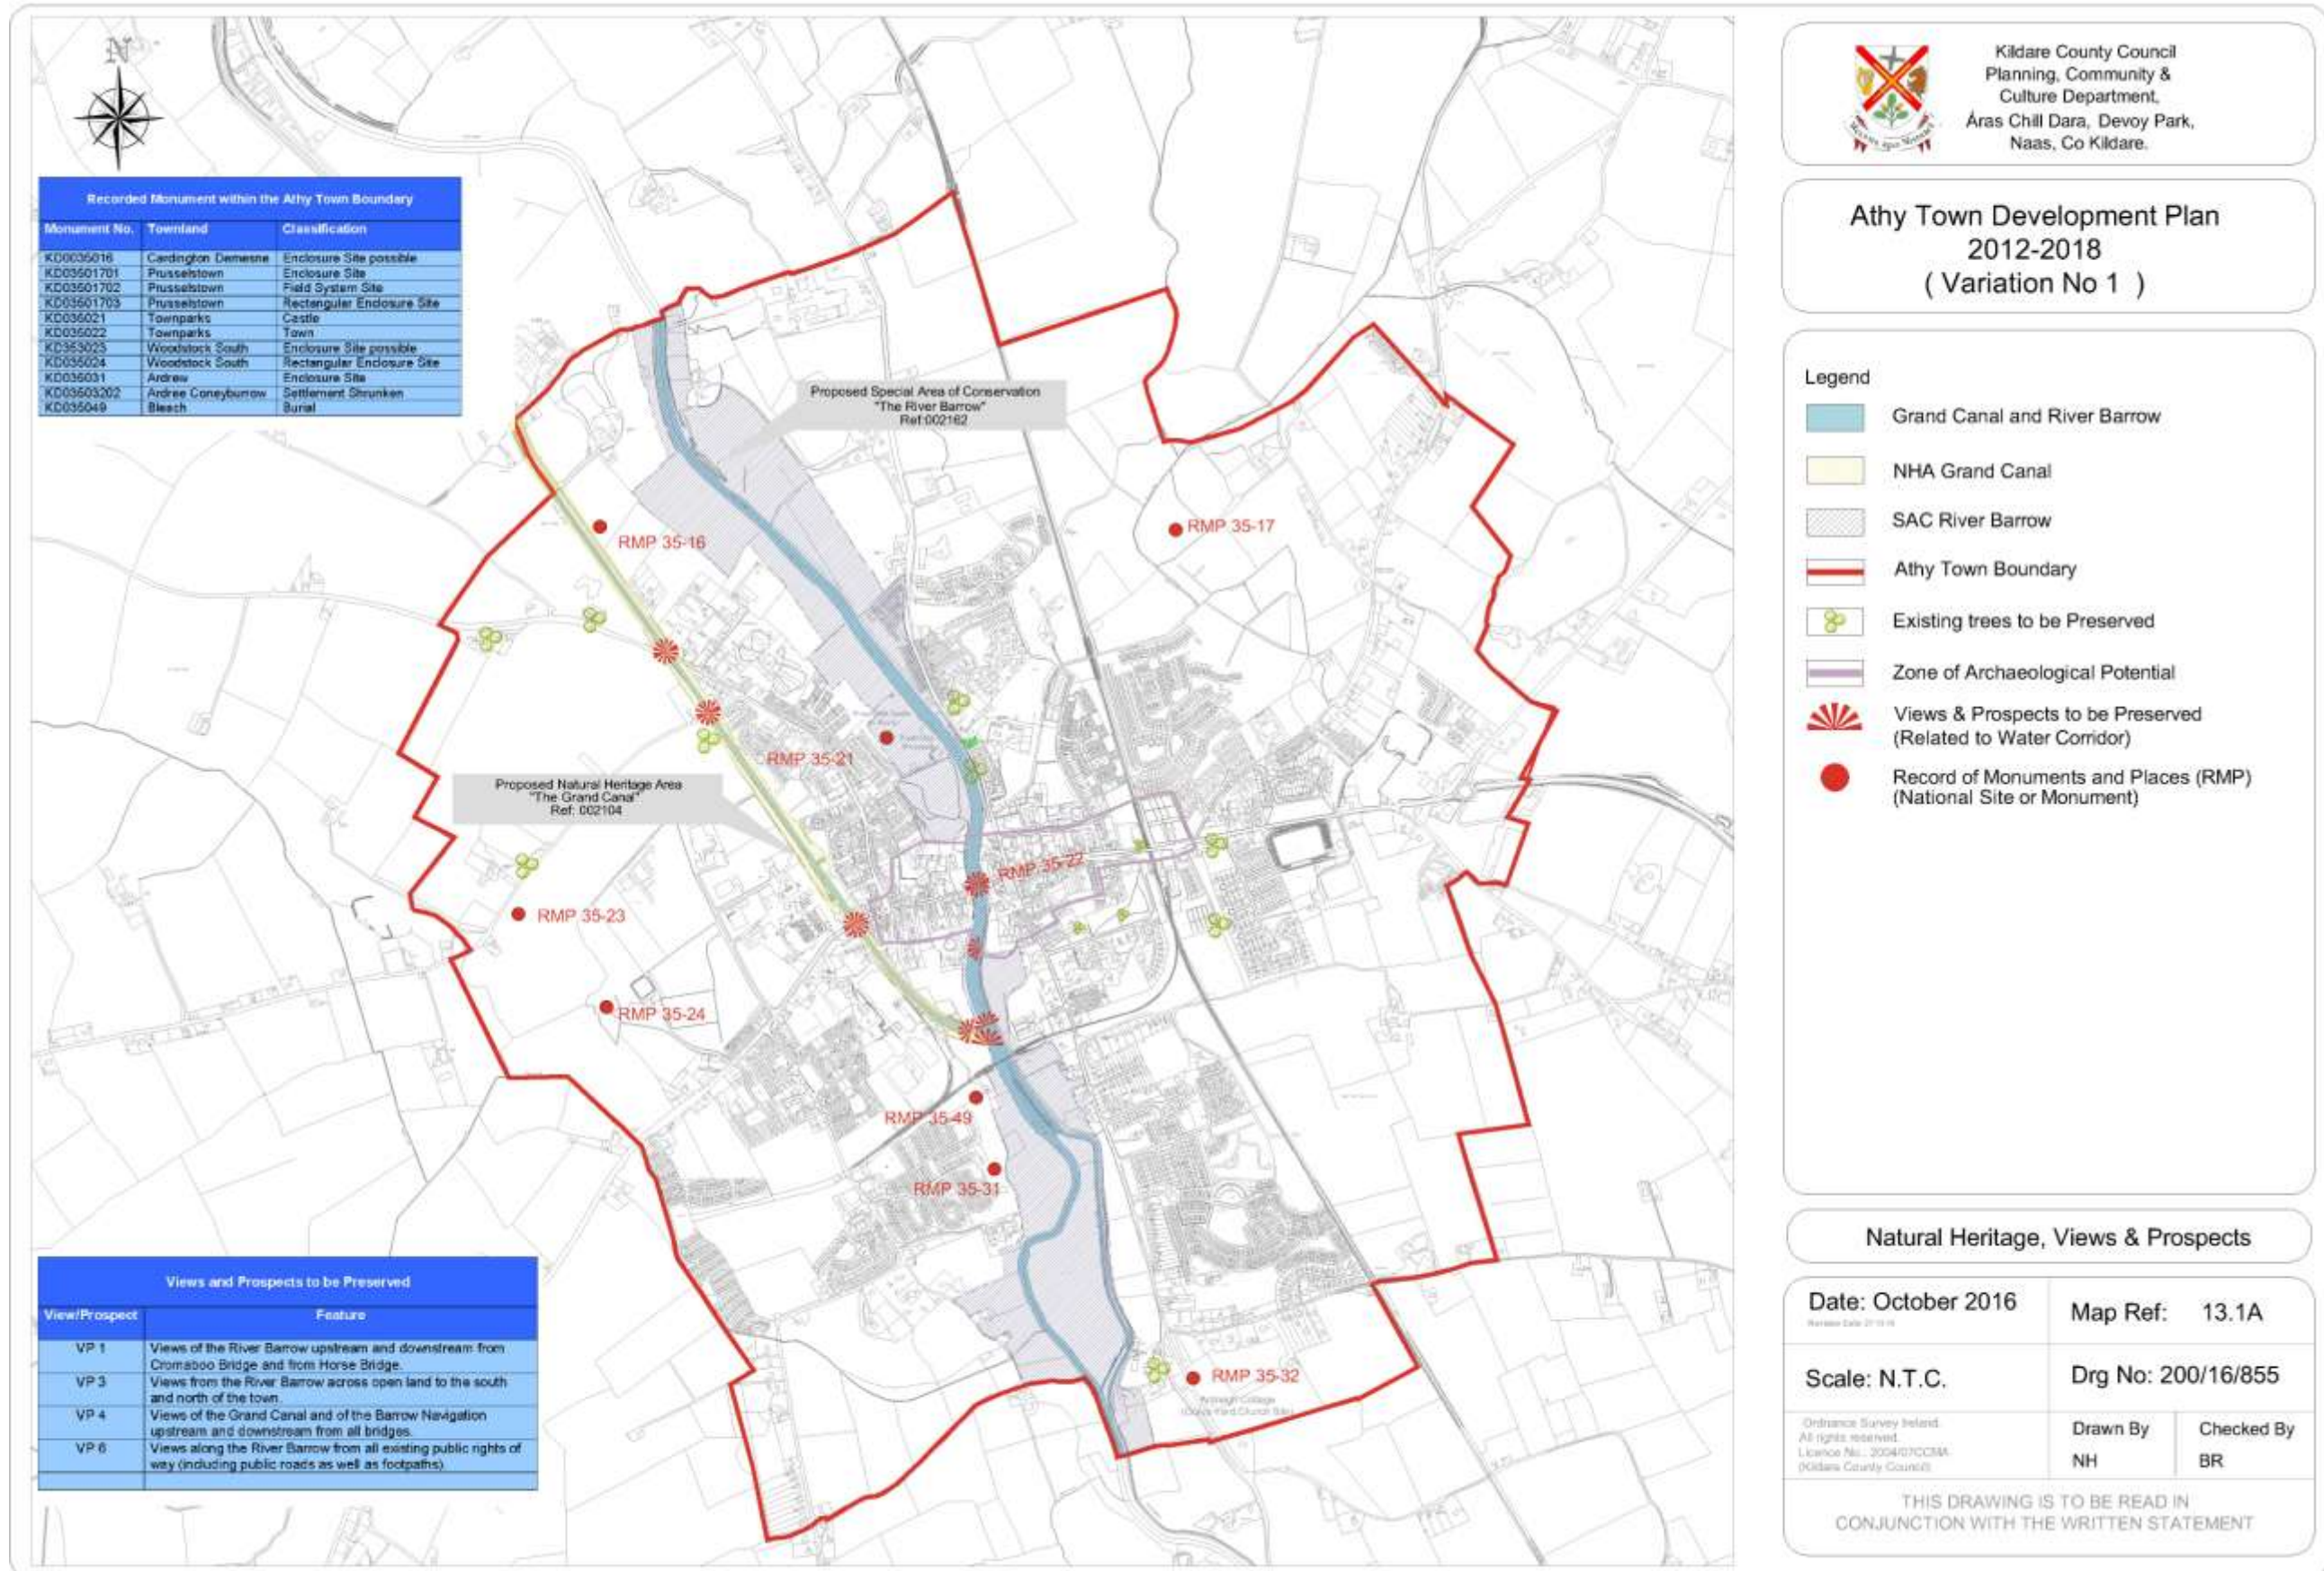 N
Recorded Monument within the Athy Town Boundary
Monument No. Townland Classification
KD0035016 Cardington Demesne Enclosure Site possible
KD03501701 Prusselstown Enclosure Site
KD03501702 Prusselstown Field System Site
KD03501703 Prusselstown Rectangular Enclosure Site
KD035021 Townparks Castle
KD035022 Townparks Town
KD353023 Woodstock South Enclosure Site possible
KD035024 Woodstock South Rectangular Enclosure Site
KD035031 Ardrew Enclosure Site
KD03503202 Ardree Coneyburrow Settlement Shrunken
KD035049 Bleach Burial
Proposed Special Area of Conservation
"The River Barrow"
Ref:002162
RMP 35-16
RMP 35-17
RMP 35-21
Proposed Natural Heritage Area
"The Grand Canal"
Ref: 002104
RMP 35-22
RMP 35-23
RMP 35-24
RMP 35-49
RMP 35-31
RMP 35-32
Views and Prospects to be Preserved
View/Prospect Feature
VP 1 Views of the River Barrow upstream and downstream from
Cromaboo Bridge and from Horse Bridge.
VP 3 Views from the River Barrow across open land to the south
and north of the town.
VP 4 Views of the Grand Canal and of the Barrow Navigation
upstream and downstream from all bridges.
VP 6 Views along the River Barrow from all existing public rights of
way (including public roads as well as footpaths)
Kildare County Council
Planning, Community &
Culture Department,
Áras Chill Dara, Devoy Park,
Naas, Co Kildare.
Athy Town Development Plan
2012-2018
( Variation No 1 )
Legend
Grand Canal and River Barrow
NHA Grand Canal
SAC River Barrow
Athy Town Boundary
Existing trees to be Preserved
Zone of Archaeological Potential
Views & Prospects to be Preserved
(Related to Water Corridor)
Record of Monuments and Places (RMP)
(National Site or Monument)
Natural Heritage, Views & Prospects
Date: October 2016
Map Ref: 13.1A
Scale: N.T.C.
Drg No: 200/16/855
Ordnance Survey Ireland
All rights reserved.
Licence No.: 2004/07CCMA
(Kildare County Council)
Drawn By Checked By
NH BR
THIS DRAWING IS TO BE READ IN
CONJUNCTION WITH THE WRITTEN STATEMENT